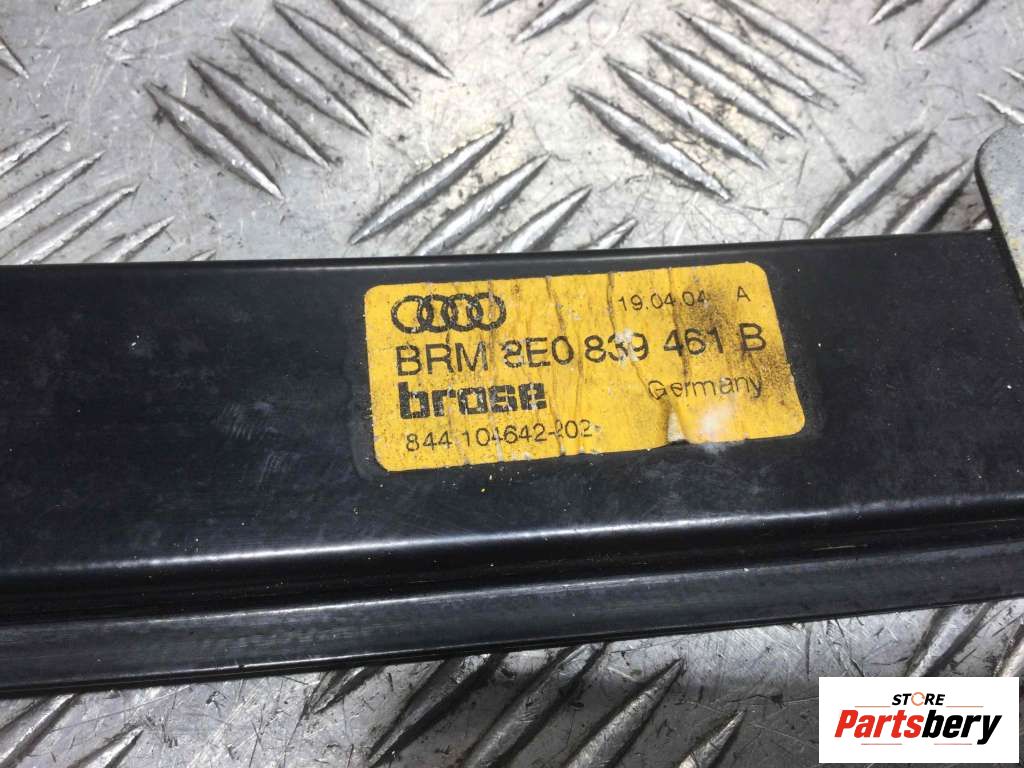 19.04.04 A
BRM 8E0 839 461 B
brose Germany
844 104642-202
STORE
Partsbery